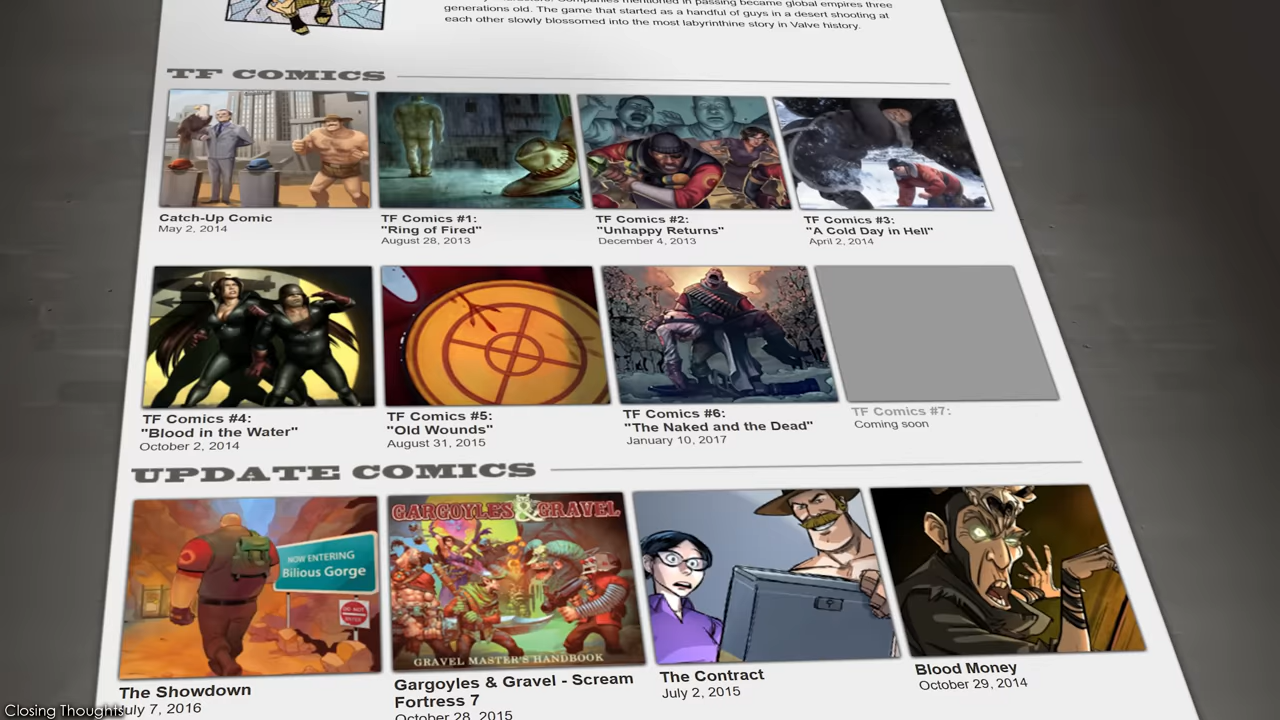 generations old. The game that started as a handful of guys in a desert shooting at
each other slowly blossomed into the most labyrinthine story in Valve history.
TF COMICS
Catch-Up Comic
May 2, 2014
TF Comics #1:
"Ring of Fired"
August 28, 2013
TF Comics #2:
"Unhappy Returns"
December 4, 2013
TF Comics #3:
"A Cold Day in Hell"
April 2, 2014
TF Comics #4:
"Blood in the Water"
October 2, 2014
TF Comics #5:
"Old Wounds"
August 31, 2015
TF Comics #6:
"The Naked and the Dead"
January 10, 2017
TF Comics #7:
Coming soon
UPDATE COMICS
NOW ENTERING
Bilious Gorge
DO NOT
ENTER
GARGOYLES & GRAVEL
GRAVEL MASTER'S HANDBOOK
The Showdown
July 7, 2016
Gargoyles & Gravel - Scream
Fortress 7
October 28, 2015
The Contract
July 2, 2015
Blood Money
October 29, 2014
Closing Thoughts